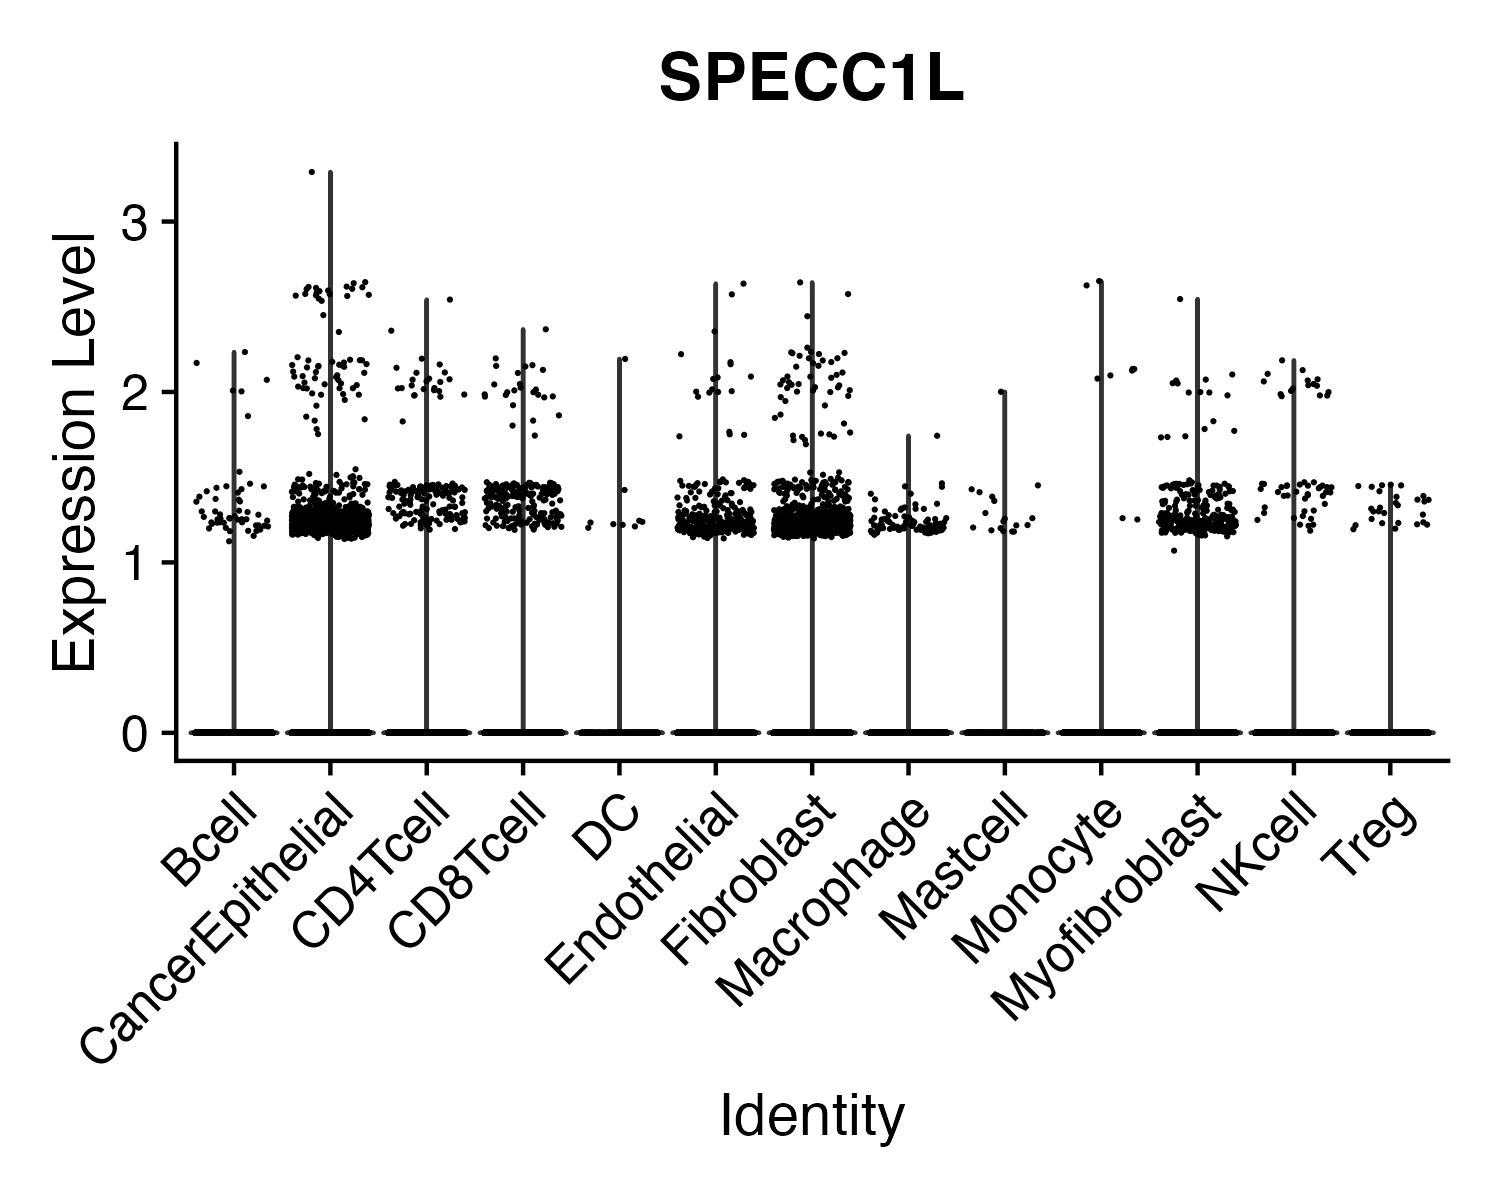 SPECC1L
Expression Level
3
2
1
0
Bcell
CancerEpithelial
CD4Tcell
CD8Tcell
DC
Endothelial
Fibroblast
Macrophage
Mastcell
Monocyte
Myofibroblast
NKcell
Treg
Identity